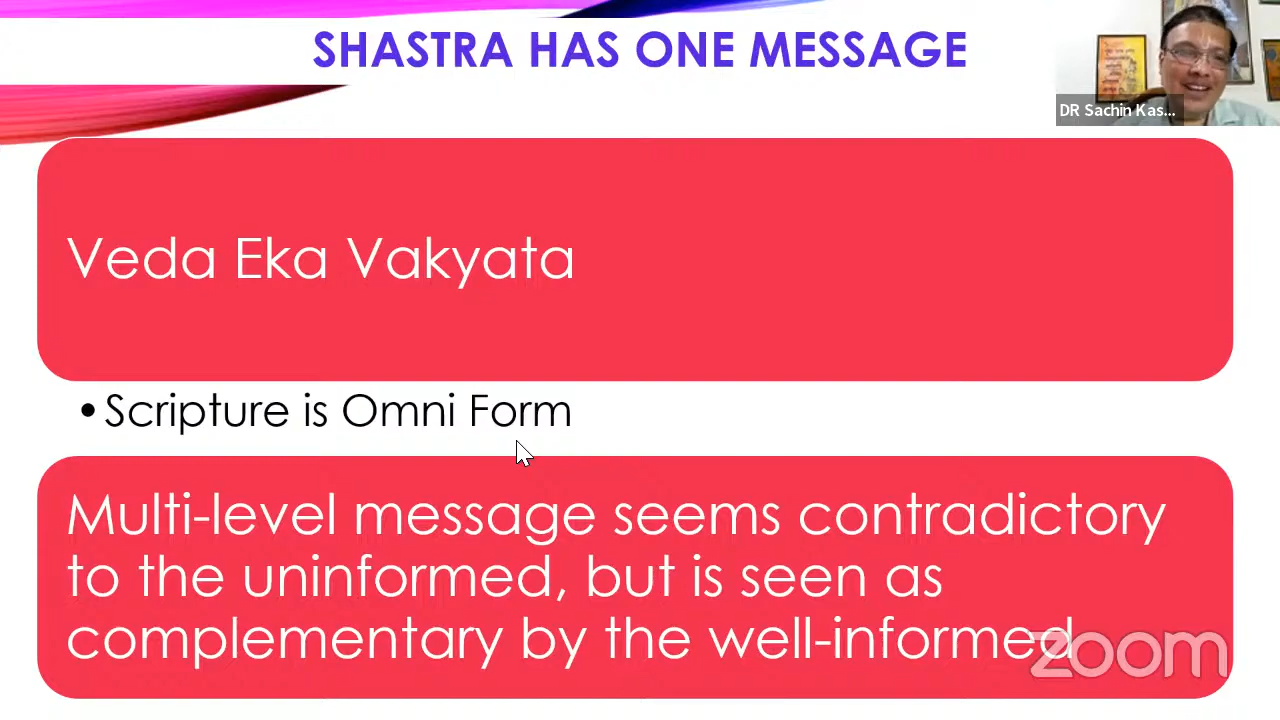 SHASTRA HAS ONE MESSAGE
DR Sachin Kas...
Veda Eka Vakyata
•Scripture is Omni Form
Multi-level message seems contradictory
to the uninformed, but is seen as
complementary by the well-informed
zoom